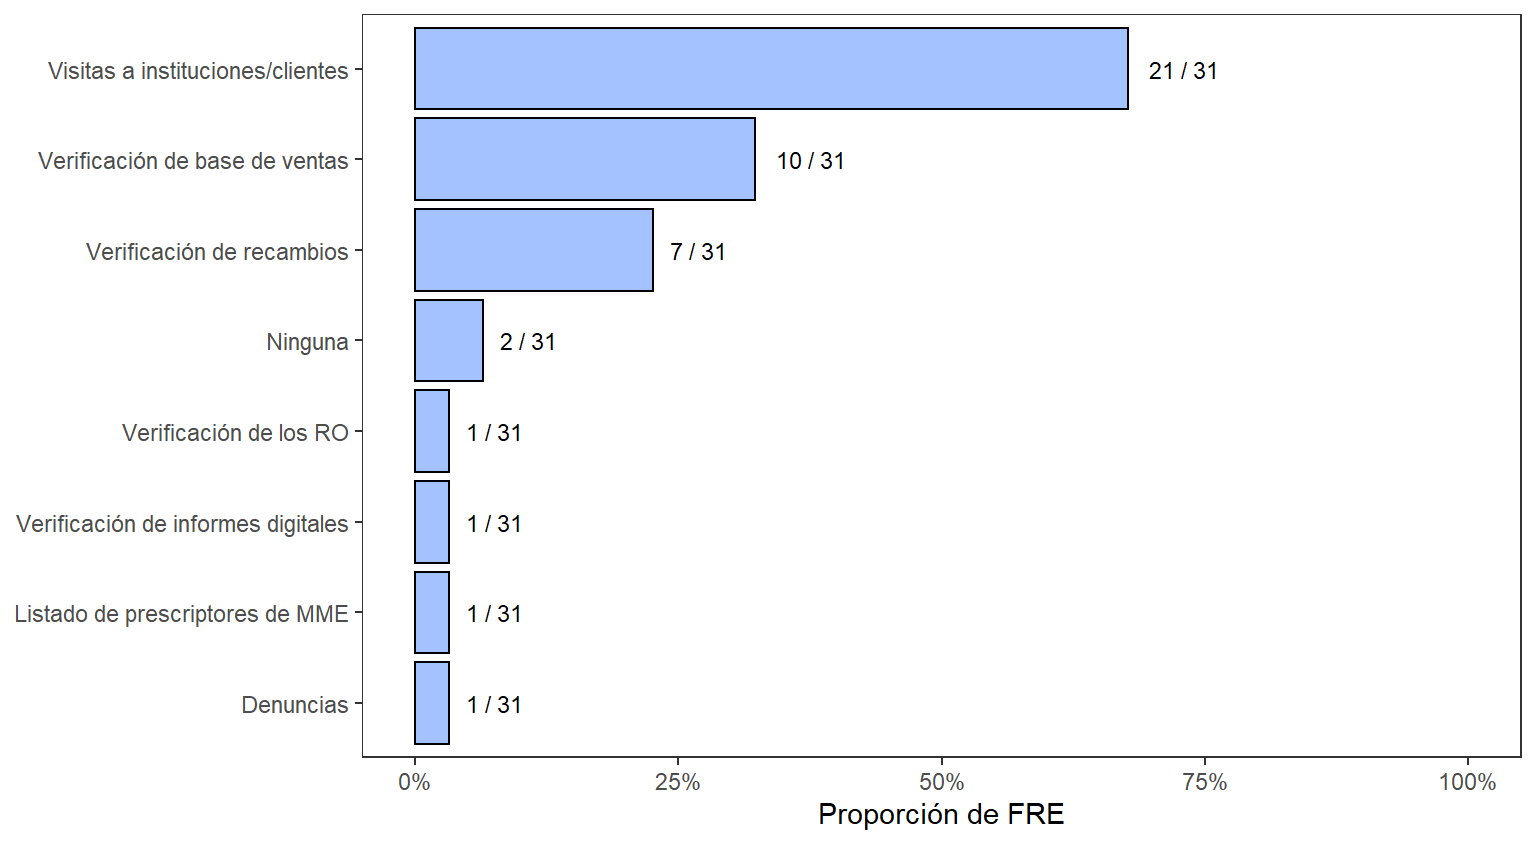 Visitas a instituciones/clientes
21 / 31
Verificación de base de ventas
10 / 31
Verificación de recambios
7 / 31
Ninguna
2 / 31
Verificación de los RO
1 / 31
Verificación de informes digitales
1 / 31
Listado de prescriptores de MME
1 / 31
Denuncias
1 / 31
0% 25% 50% 75% 100%
Proporción de FRE